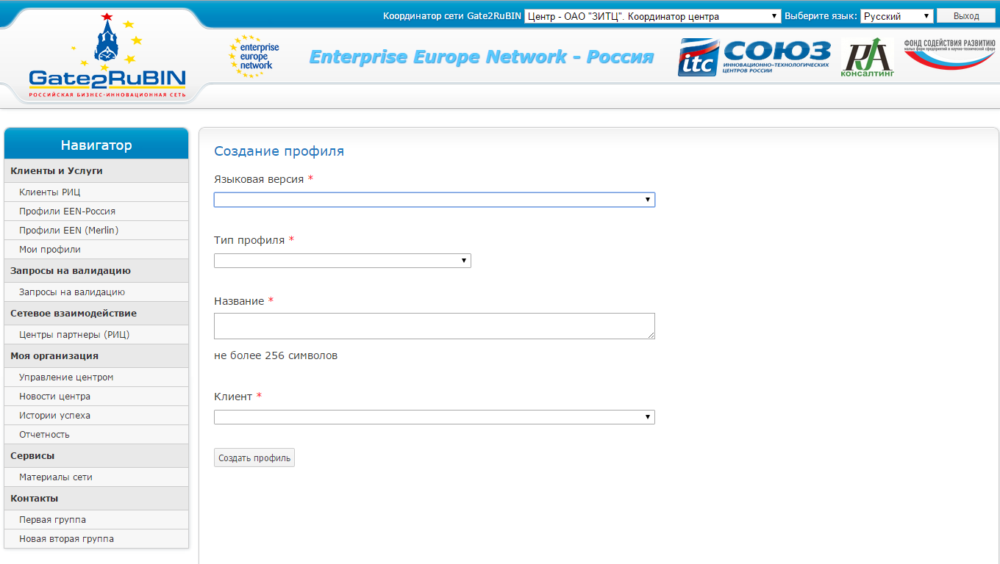 Координатор сети Gate2RuBIN Центр - ОАО "ЗИТЦ". Координатор центра Выберите язык: Русский Выход
Gate2RuBIN
РОССИЙСКАЯ БИЗНЕС-ИННОВАЦИОННАЯ СЕТЬ
enterprise
europe
network
Enterprise Europe Network – Россия
itc
СОЮЗ
ИННОВАЦИОННО-ТЕХНОЛОГИЧЕСКИХ
ЦЕНТРОВ РОССИИ
РА
КОНСАЛТИНГ
ФОНД СОДЕЙСТВИЯ РАЗВИТИЮ
малых форм предприятий в научно-технической сфере
Навигатор
Клиенты и Услуги
Клиенты РИЦ
Профили EEN-Россия
Профили EEN (Merlin)
Мои профили
Запросы на валидацию
Запросы на валидацию
Сетевое взаимодействие
Центры партнеры (РИЦ)
Моя организация
Управление центром
Новости центра
Истории успеха
Отчетность
Сервисы
Материалы сети
Контакты
Первая группа
Новая вторая группа
Создание профиля
Языковая версия *
Тип профиля *
Название *
не более 256 символов
Клиент *
Создать профиль